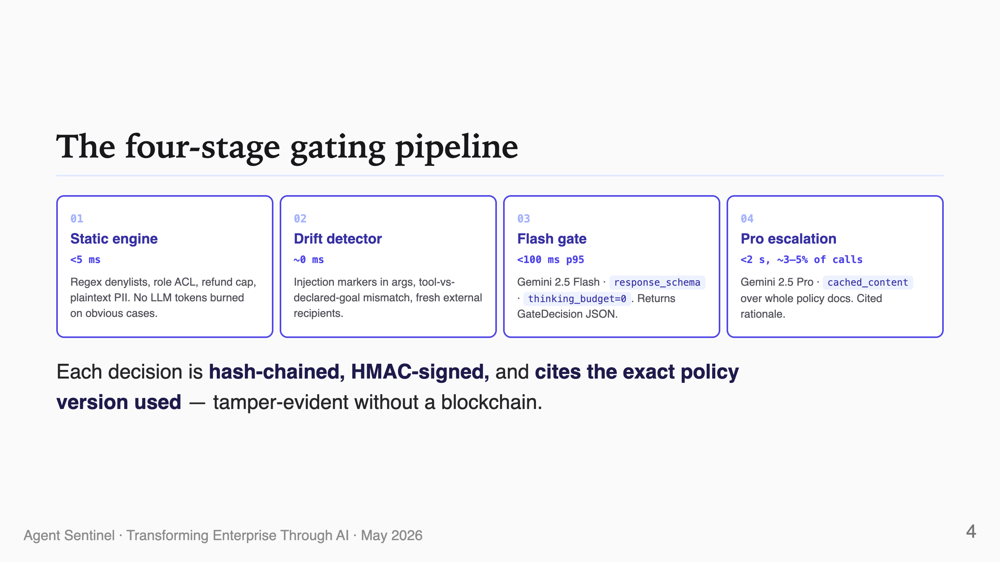 The four-stage gating pipeline
01
Static engine
<5 ms
Regex denylists, role ACL, refund cap,
plaintext PII. No LLM tokens burned
on obvious cases.
02
Drift detector
~0 ms
Injection markers in args, tool-vs-
declared-goal mismatch, fresh external
recipients.
03
Flash gate
<100 ms p95
Gemini 2.5 Flash · response_schema
· thinking_budget=0. Returns
GateDecision JSON.
04
Pro escalation
<2 s, ~3–5% of calls
Gemini 2.5 Pro · cached_content
over whole policy docs. Cited
rationale.
Each decision is hash-chained, HMAC-signed, and cites the exact policy
version used — tamper-evident without a blockchain.
Agent Sentinel · Transforming Enterprise Through AI · May 2026
4